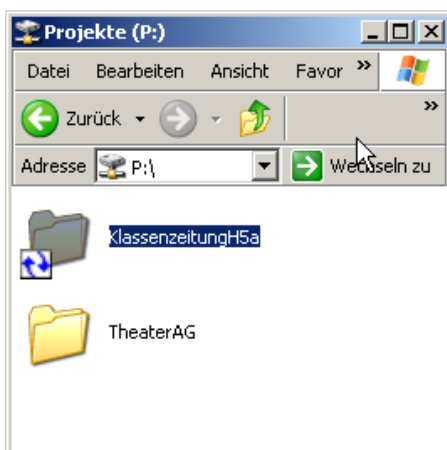 Projekte (P:)
Datei Bearbeiten Ansicht Favor »
Zurück »
Adresse P:\ Wechseln zu
KlassenzeitungH5a
TheaterAG